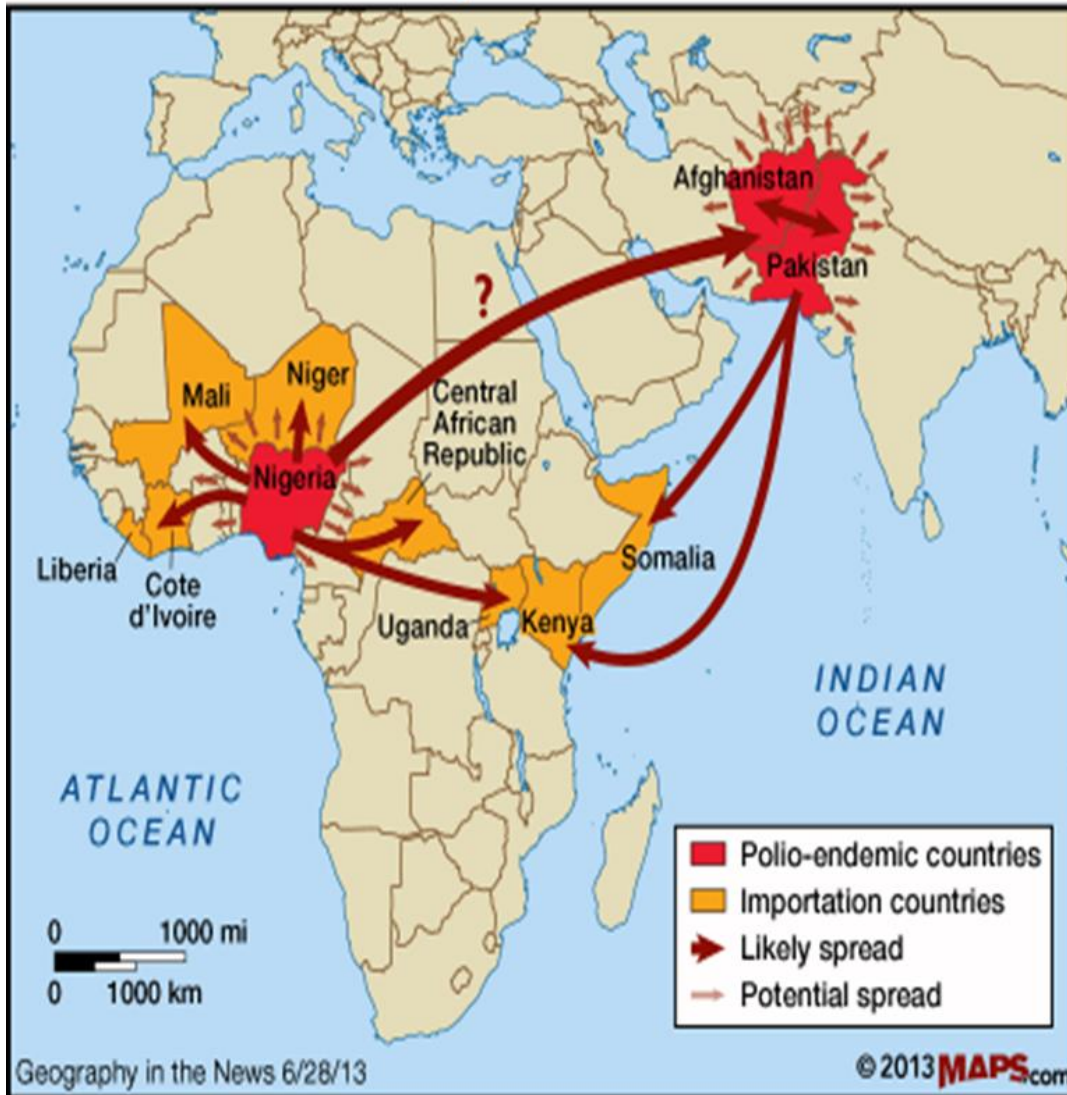 Afghanistan
Pakistan
?
Niger
Mali
Central
African
Republic
Nigeria
Somalia
Liberia
Cote
d'Ivoire
Uganda
Kenya
INDIAN
OCEAN
ATLANTIC
OCEAN
0 1000 mi
0 1000 km
Polio-endemic countries
Importation countries
Likely spread
Potential spread
Geography in the News 6/28/13
© 2013 MAPS.com